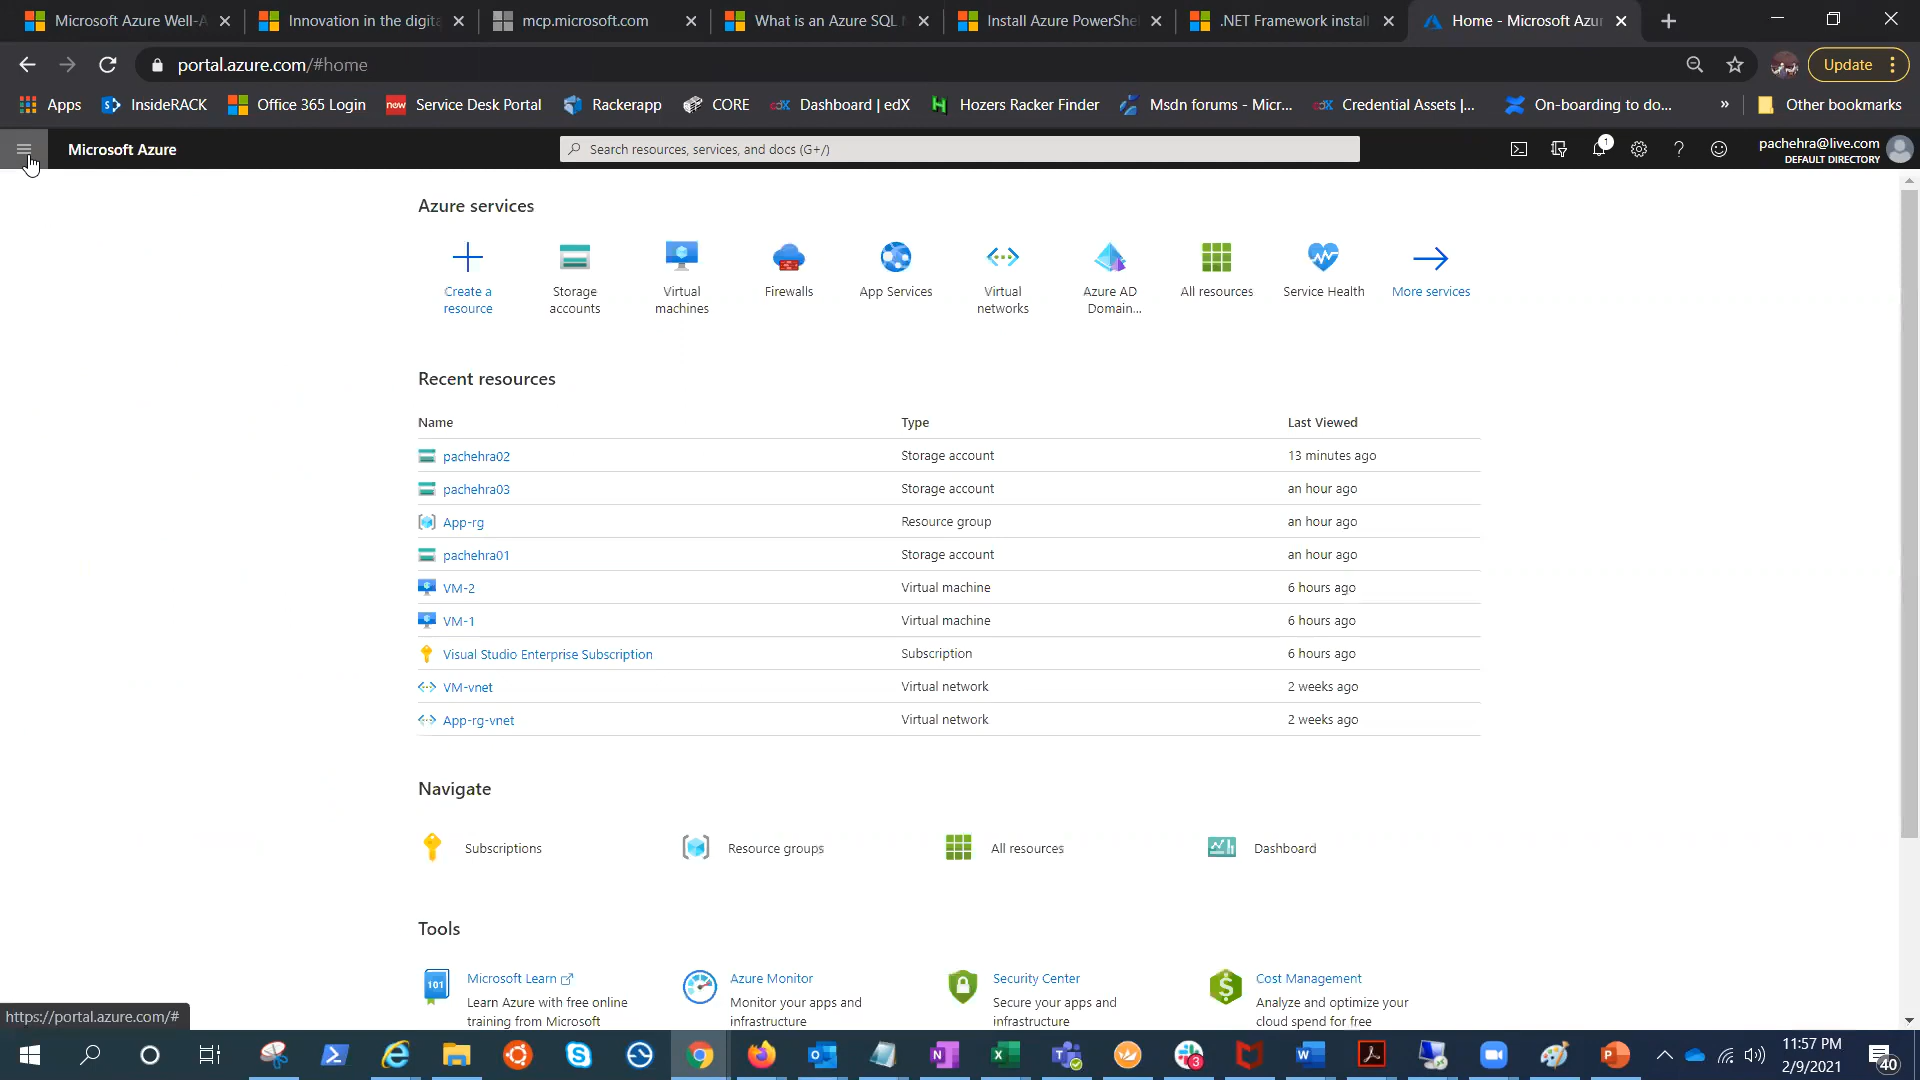 Microsoft Azure Well-A
Innovation in the digita
mcp.microsoft.com
What is an Azure SQL
Install Azure PowerShe
.NET Framework install
Home - Microsoft Azur
portal.azure.com/#home
Update
Apps
InsideRACK
Office 365 Login
now
Service Desk Portal
Rackerapp
CORE
Dashboard | edX
Hozers Racker Finder
Msdn forums - Micr...
Credential Assets |...
On-boarding to do...
»
Other bookmarks
Microsoft Azure
Search resources, services, and docs (G+/)
1
pachehra@live.com
DEFAULT DIRECTORY
Azure services
Create a resource
Storage accounts
Virtual machines
Firewalls
App Services
Virtual networks
Azure AD Domain...
All resources
Service Health
More services
Recent resources
Name Type Last Viewed
pachehra02 Storage account 13 minutes ago
pachehra03 Storage account an hour ago
App-rg Resource group an hour ago
pachehra01 Storage account an hour ago
VM-2 Virtual machine 6 hours ago
VM-1 Virtual machine 6 hours ago
Visual Studio Enterprise Subscription Subscription 6 hours ago
VM-vnet Virtual network 2 weeks ago
App-rg-vnet Virtual network 2 weeks ago
Navigate
Subscriptions
Resource groups
All resources
Dashboard
Tools
101
Microsoft Learn
Learn Azure with free online
training from Microsoft
Azure Monitor
Monitor your apps and
infrastructure
Security Center
Secure your apps and
infrastructure
Cost Management
Analyze and optimize your
cloud spend for free
https://portal.azure.com/#
3
11:57 PM
2/9/2021
40